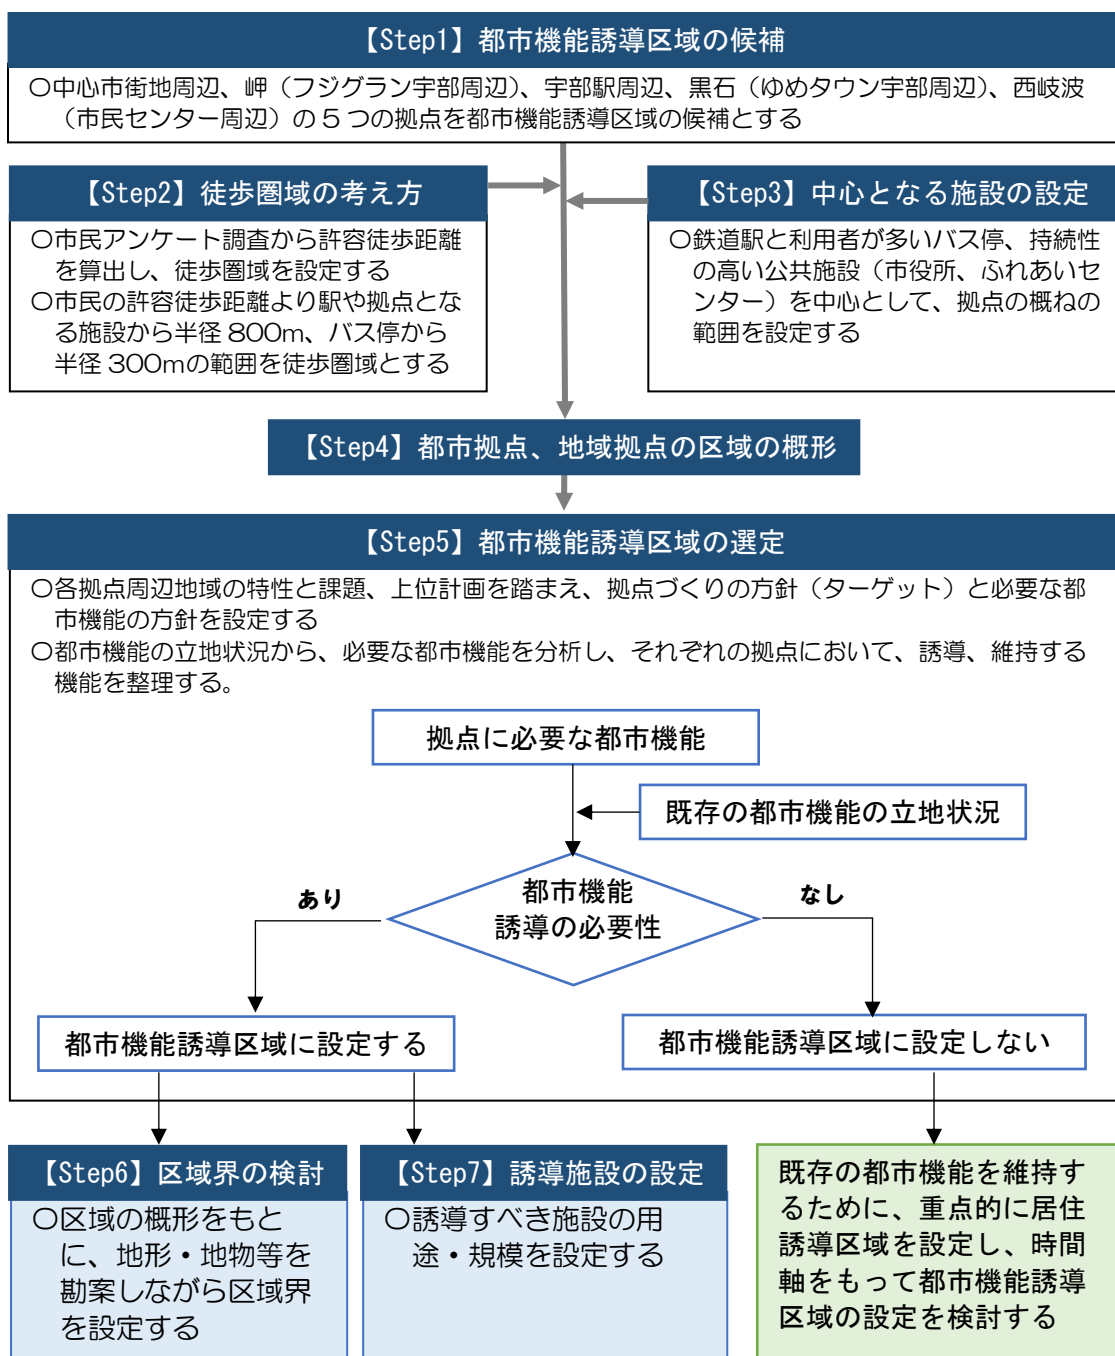 【Step1】都市機能誘導区域の候補
〇中心市街地周辺、岬（フジグラン宇部周辺）、宇部駅周辺、黒石（ゆめタウン宇部周辺）、西岐波
（市民センター周辺）の５つの拠点を都市機能誘導区域の候補とする
【Step2】徒歩圏域の考え方
〇市民アンケート調査から許容徒歩距離
を算出し、徒歩圏域を設定する
〇市民の許容徒歩距離より駅や拠点とな
る施設から半径 800m、バス停から
半径 300mの範囲を徒歩圏域とする
【Step3】中心となる施設の設定
〇鉄道駅と利用者が多いバス停、持続性
の高い公共施設（市役所、ふれあいセ
ンター）を中心として、拠点の概ねの
範囲を設定する
【Step4】都市拠点、地域拠点の区域の概形
【Step5】都市機能誘導区域の選定
〇各拠点周辺地域の特性と課題、上位計画を踏まえ、拠点づくりの方針（ターゲット）と必要な都
市機能の方針を設定する
〇都市機能の立地状況から、必要な都市機能を分析し、それぞれの拠点において、誘導、維持する
機能を整理する。
拠点に必要な都市機能
既存の都市機能の立地状況
都市機能
誘導の必要性
あり
なし
都市機能誘導区域に設定する
都市機能誘導区域に設定しない
【Step6】区域界の検討
〇区域の概形をもと
に、地形・地物等を
勘案しながら区域界
を設定する
【Step7】誘導施設の設定
〇誘導すべき施設の用
途・規模を設定する
既存の都市機能を維持す
るために、重点的に居住
誘導区域を設定し、時間
軸をもって都市機能誘導
区域の設定を検討する